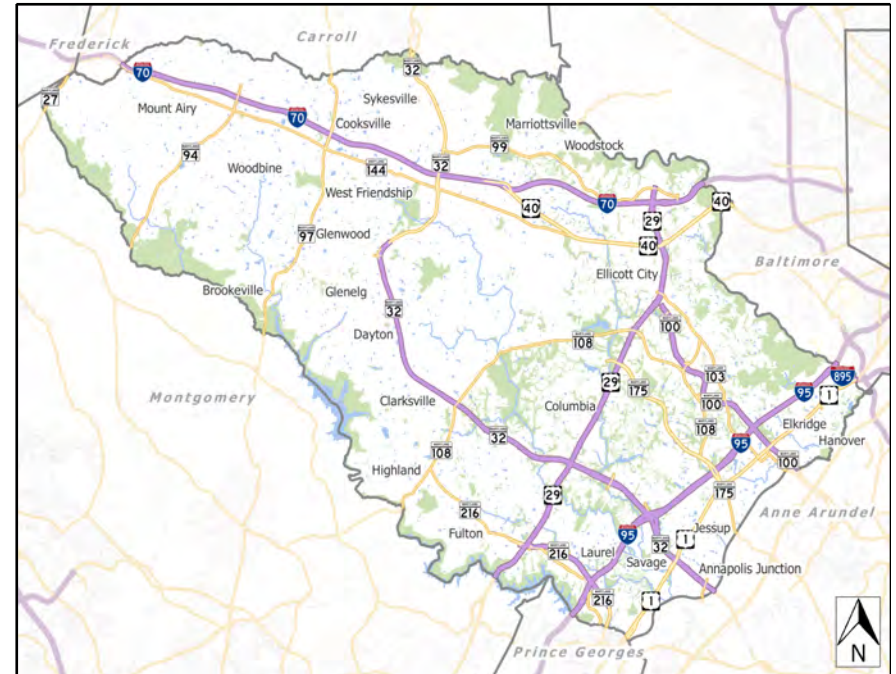 Frederick
Carroll
32
70
27
Mount Airy
Sykesville
70
Cooksville
Marriottsville
99
Woodstock
94
32
Woodbine
144
West Friendship
40
70
29
40
97
Glenwood
40
Baltimore
Ellicott City
Brookeville
Glenelg
32
100
Dayton
108
Montgomery
29
175
103
895
95
1
Clarksville
Columbia
100
Elkridge
108
32
95
Hanover
108
100
Highland
29
175
216
Anne Arundel
Fulton
95
Jessup
1
216
Laurel
32
Savage
Annapolis Junction
216
1
Prince Georges
N